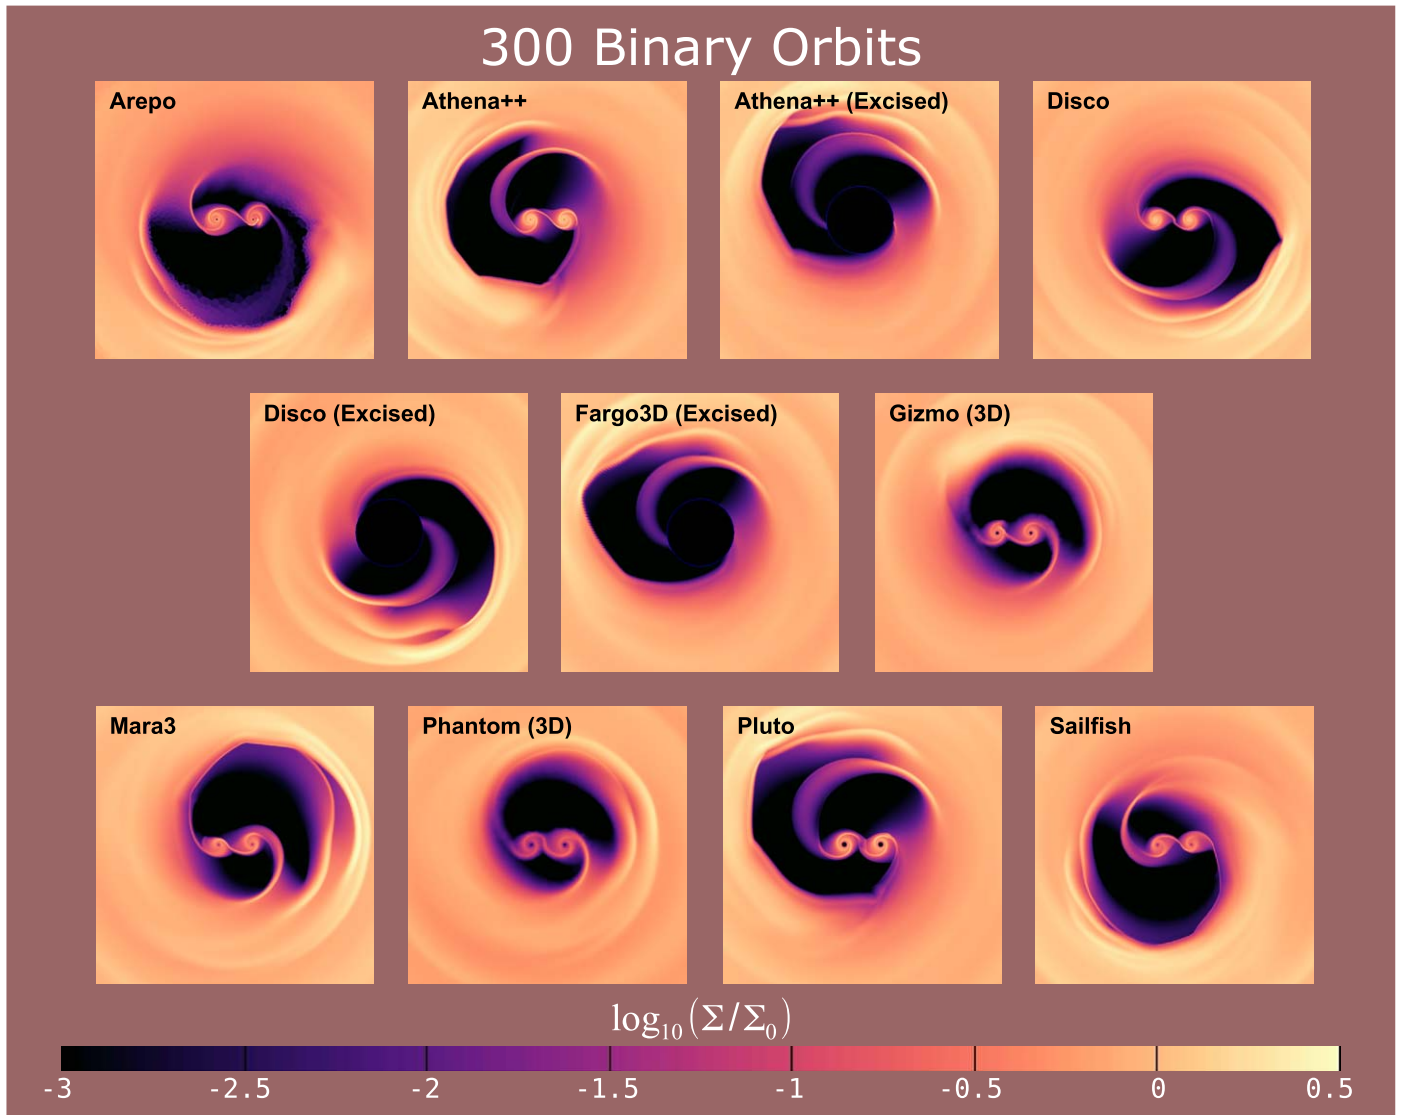 300 Binary Orbits
Arepo
Athena++
Athena++ (Excised)
Disco
Disco (Excised)
Fargo3D (Excised)
Gizmo (3D)
Mara3
Phantom (3D)
Pluto
Sailfish
log₁₀(Σ/Σ₀)
-3 -2.5 -2 -1.5 -1 -0.5 0 0.5